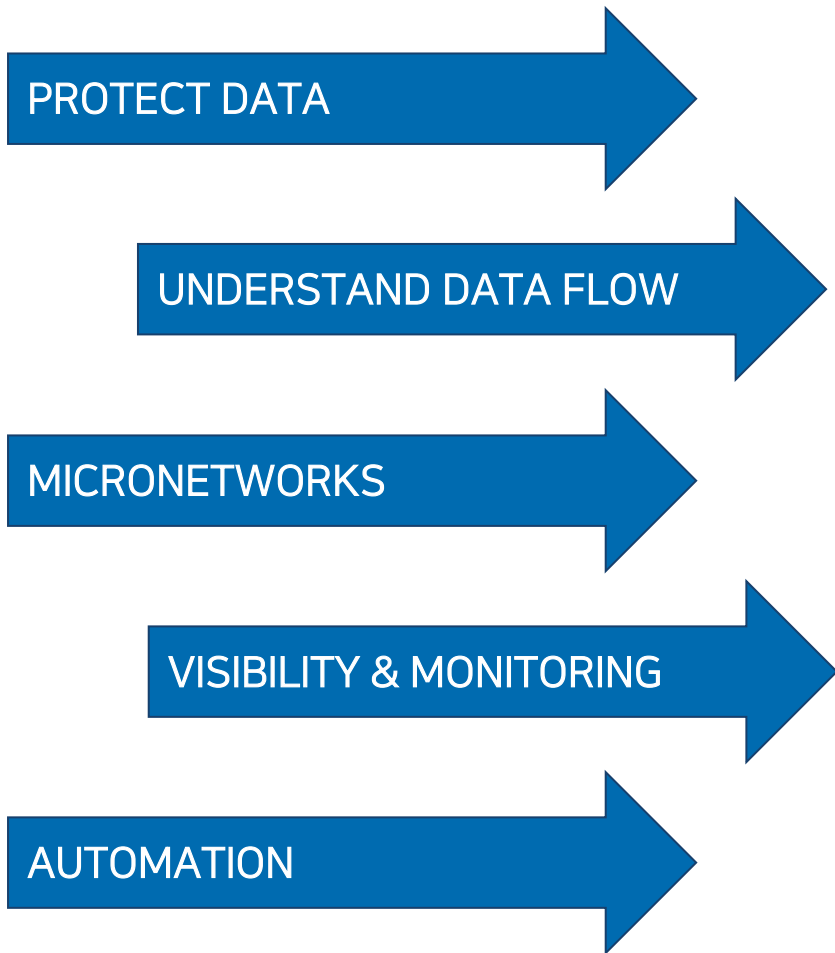 PROTECT DATA
UNDERSTAND DATA FLOW
MICRONETWORKS
VISIBILITY & MONITORING
AUTOMATION